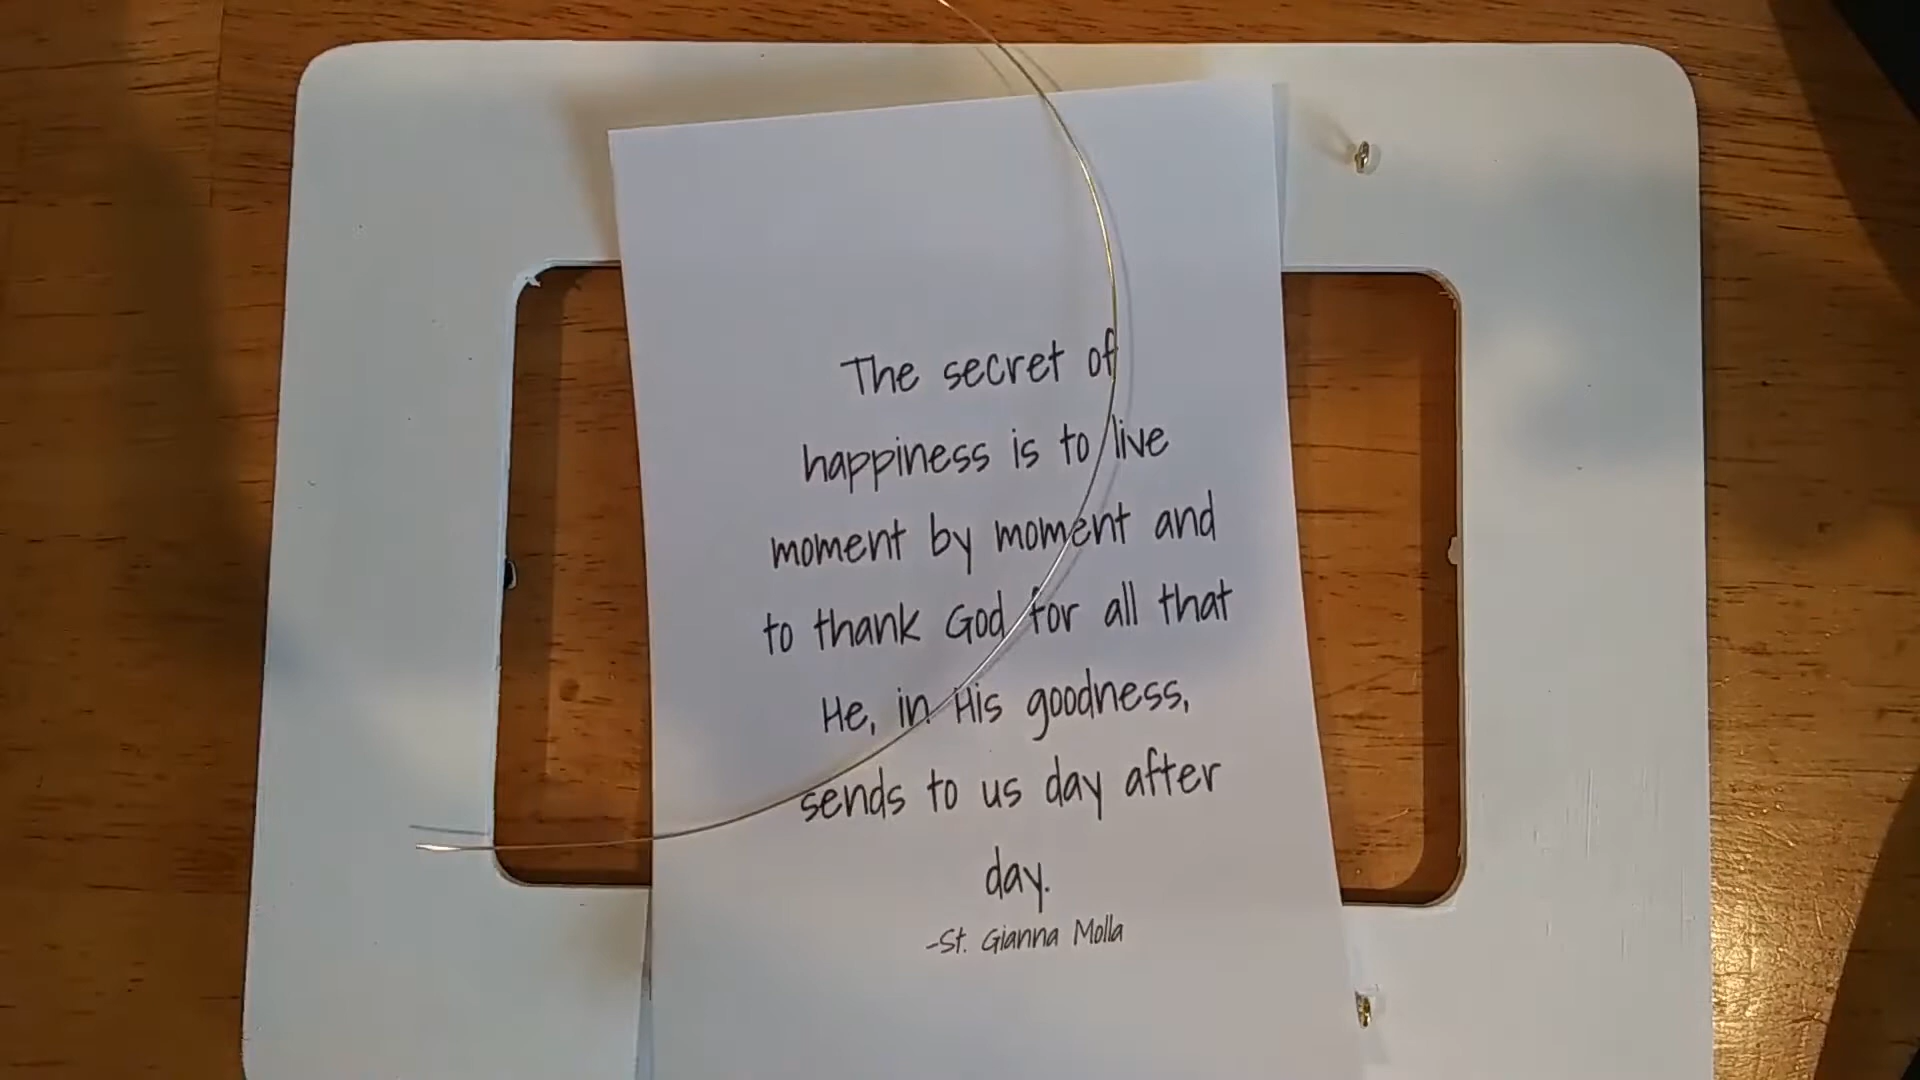 The secret of
happiness is to live
moment by moment and
to thank God for all that
He, in His goodness,
sends to us day after
day.
-St. Gianna Molla